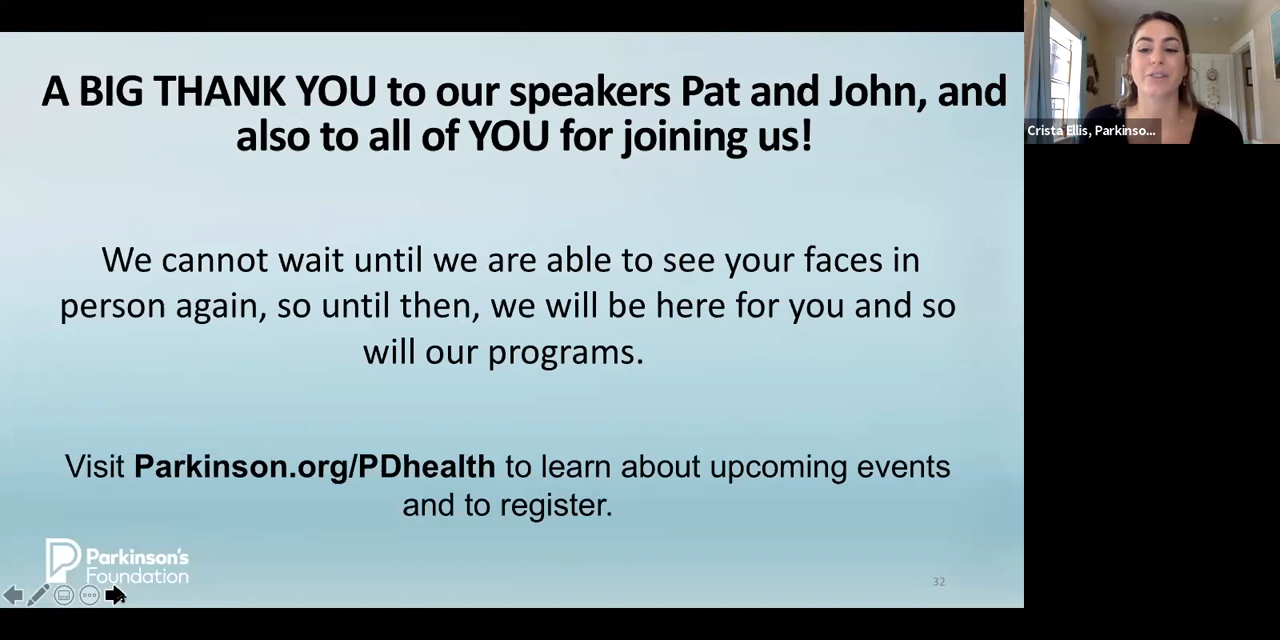 A BIG THANK YOU to our speakers Pat and John, and
also to all of YOU for joining us!
We cannot wait until we are able to see your faces in
person again, so until then, we will be here for you and so
will our programs.
Visit Parkinson.org/PDhealth to learn about upcoming events
and to register.
Parkinson's
Foundation
32
Crista Ellis, Parkinso...